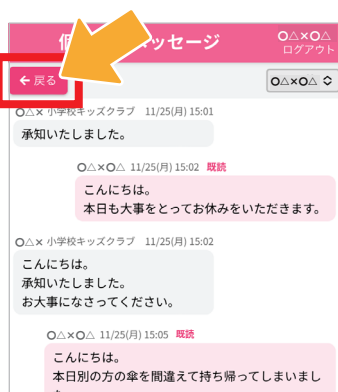 個 ッセージ
○△×○△
ログアウト
← 戻る
○△×○△
○△× 小学校キッズクラブ 11/25(月) 15:01
承知いたしました。
○△×○△ 11/25(月) 15:02 既読
こんにちは。
本日も大事をとってお休みをいただきます。
○△× 小学校キッズクラブ 11/25(月) 15:02
こんにちは。
承知いたしました。
お大事になさってください。
○△×○△ 11/25(月) 15:05 既読
こんにちは。
本日別の方の傘を間違えて持ち帰ってしまいまし